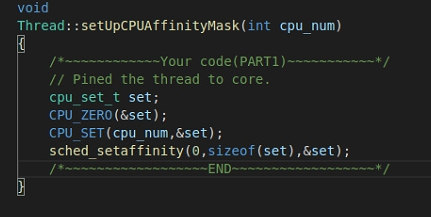 void
Thread::setUpCPUAffinityMask(int cpu_num)
{
    /*~~~~~~~~~~~~Your code(PART1)~~~~~~~~~~~*/
    // Pined the thread to core.
    cpu_set_t set;
    CPU_ZERO(&set);
    CPU_SET(cpu_num,&set);
    sched_setaffinity(0,sizeof(set),&set);
    /*~~~~~~~~~~~~~~~~~~END~~~~~~~~~~~~~~~~~~*/
}